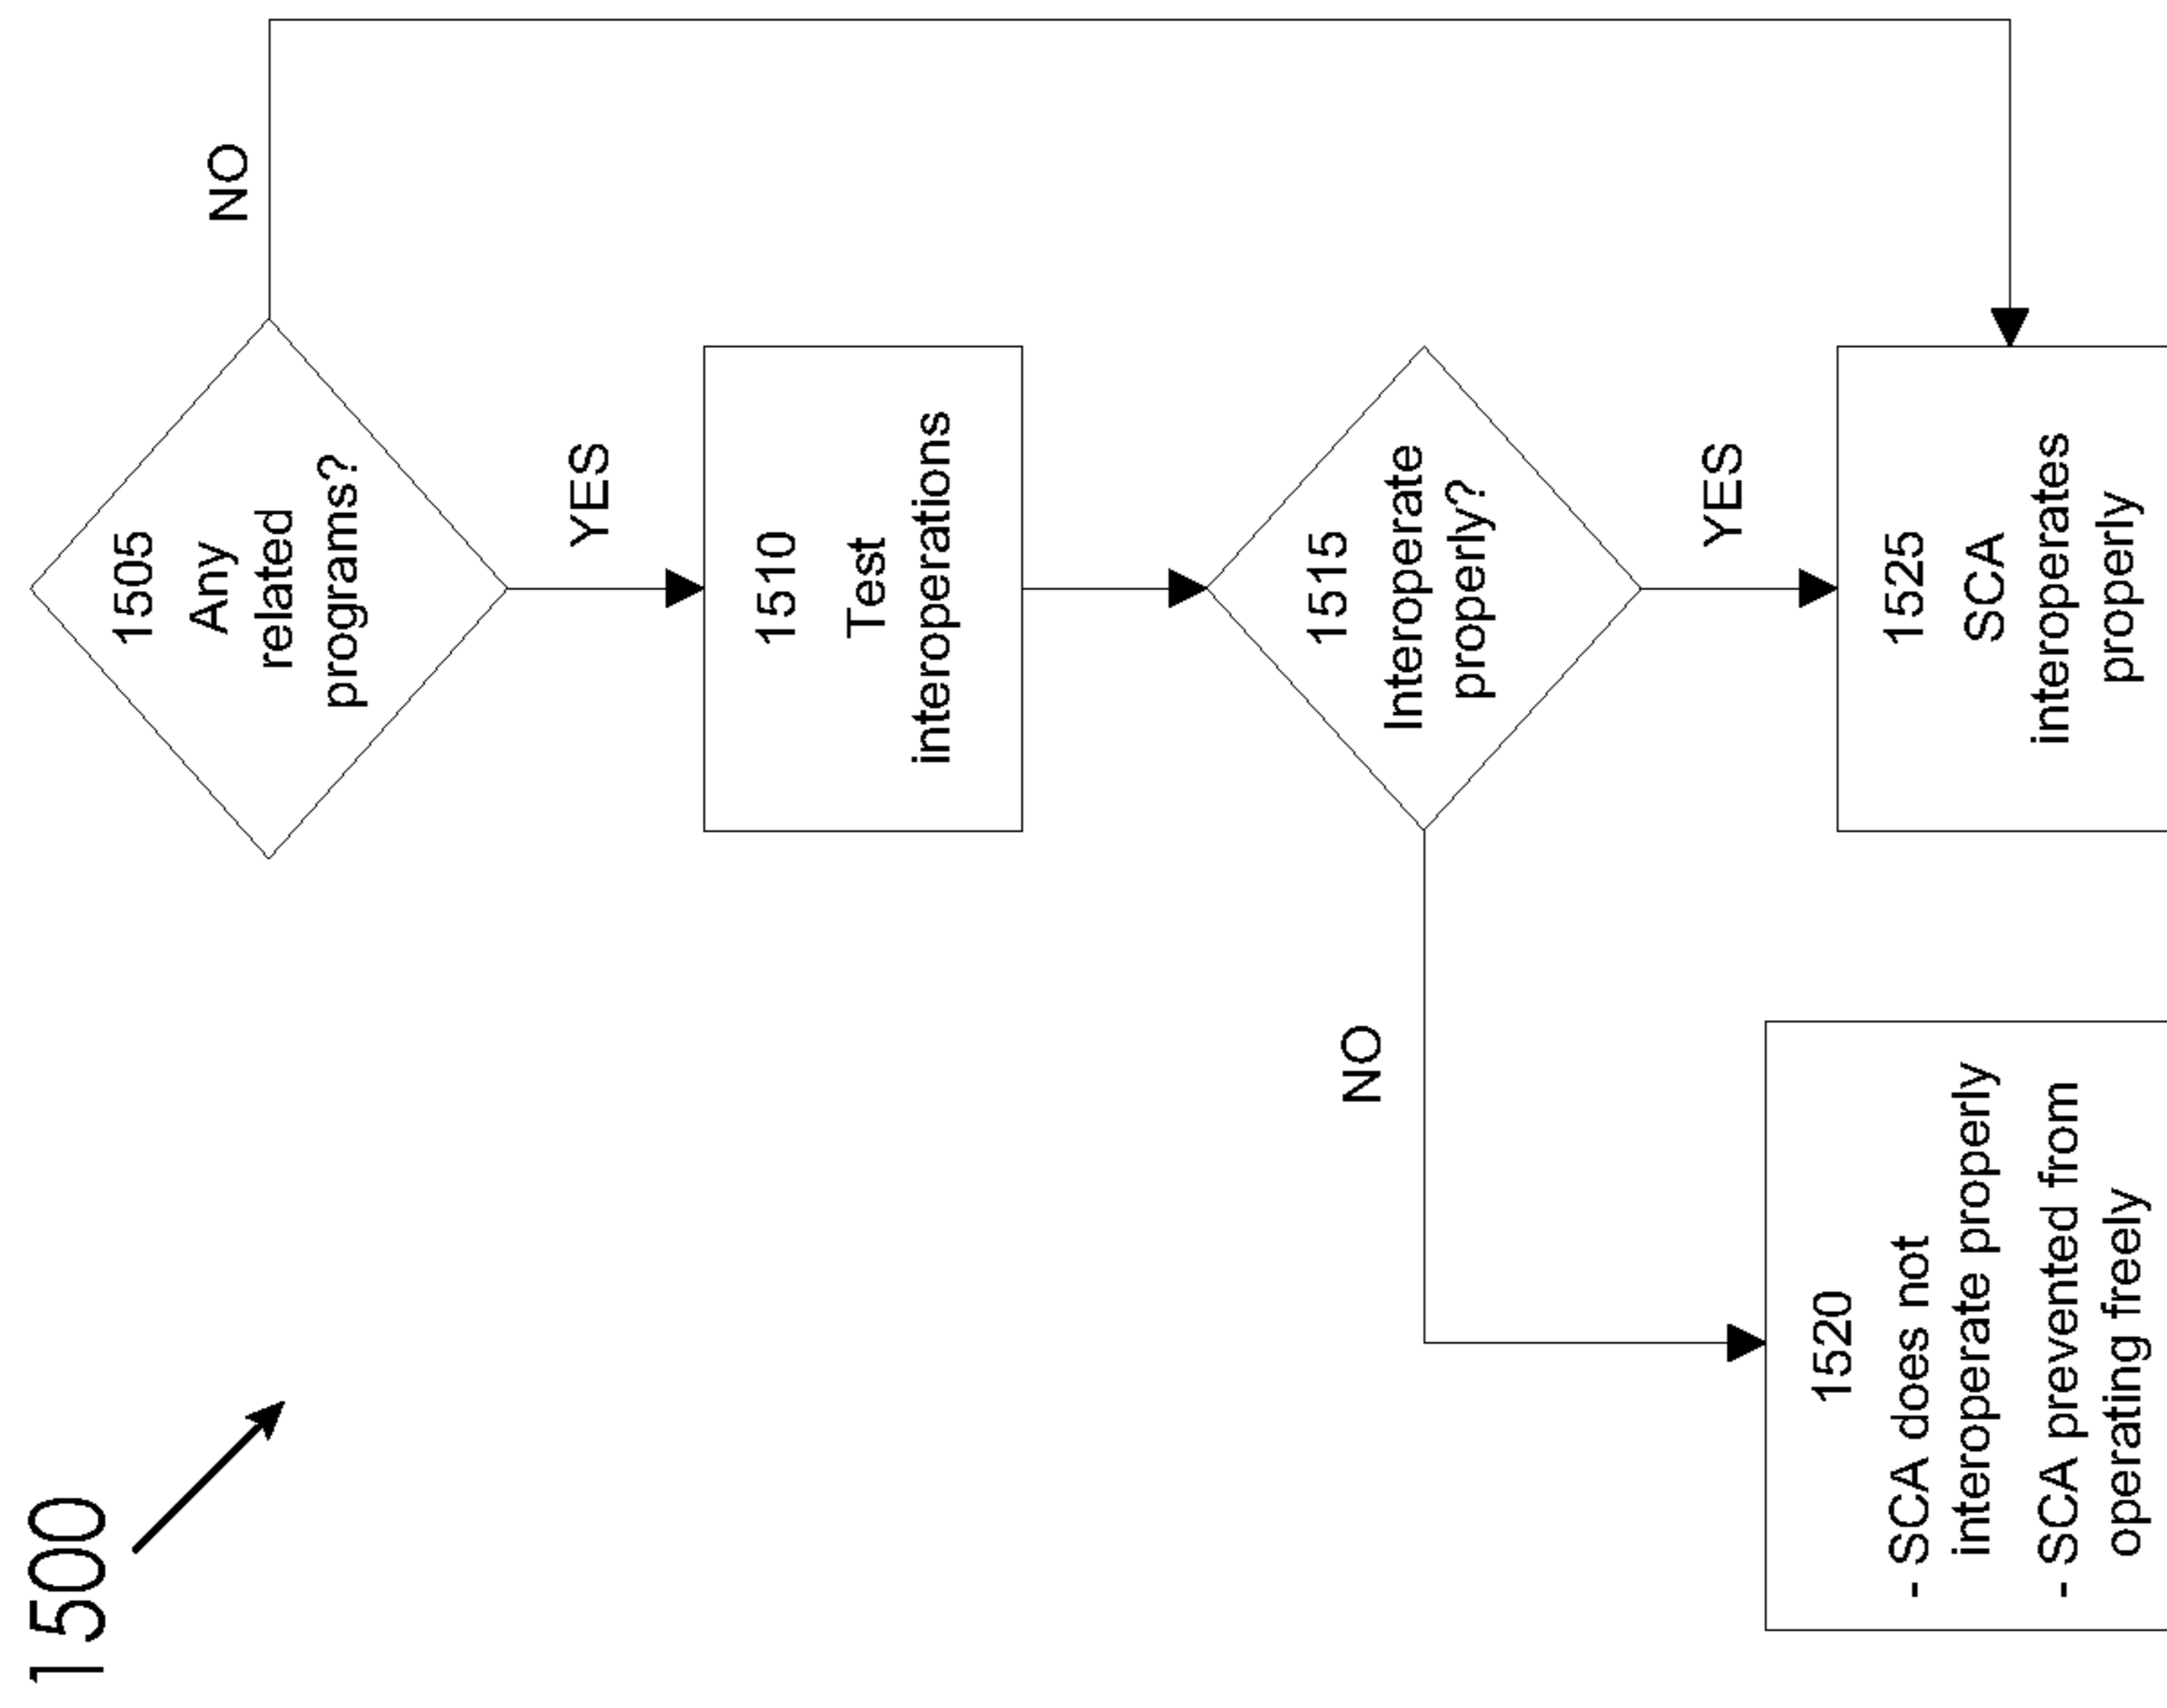 1500
1505
Any
related
programs?
NO
YES
1510
Test
interoperations
1515
Interoperate
properly?
NO
YES
1520
- SCA does not
interoperate properly
- SCA prevented from
operating freely
1525
SCA
interoperates
properly